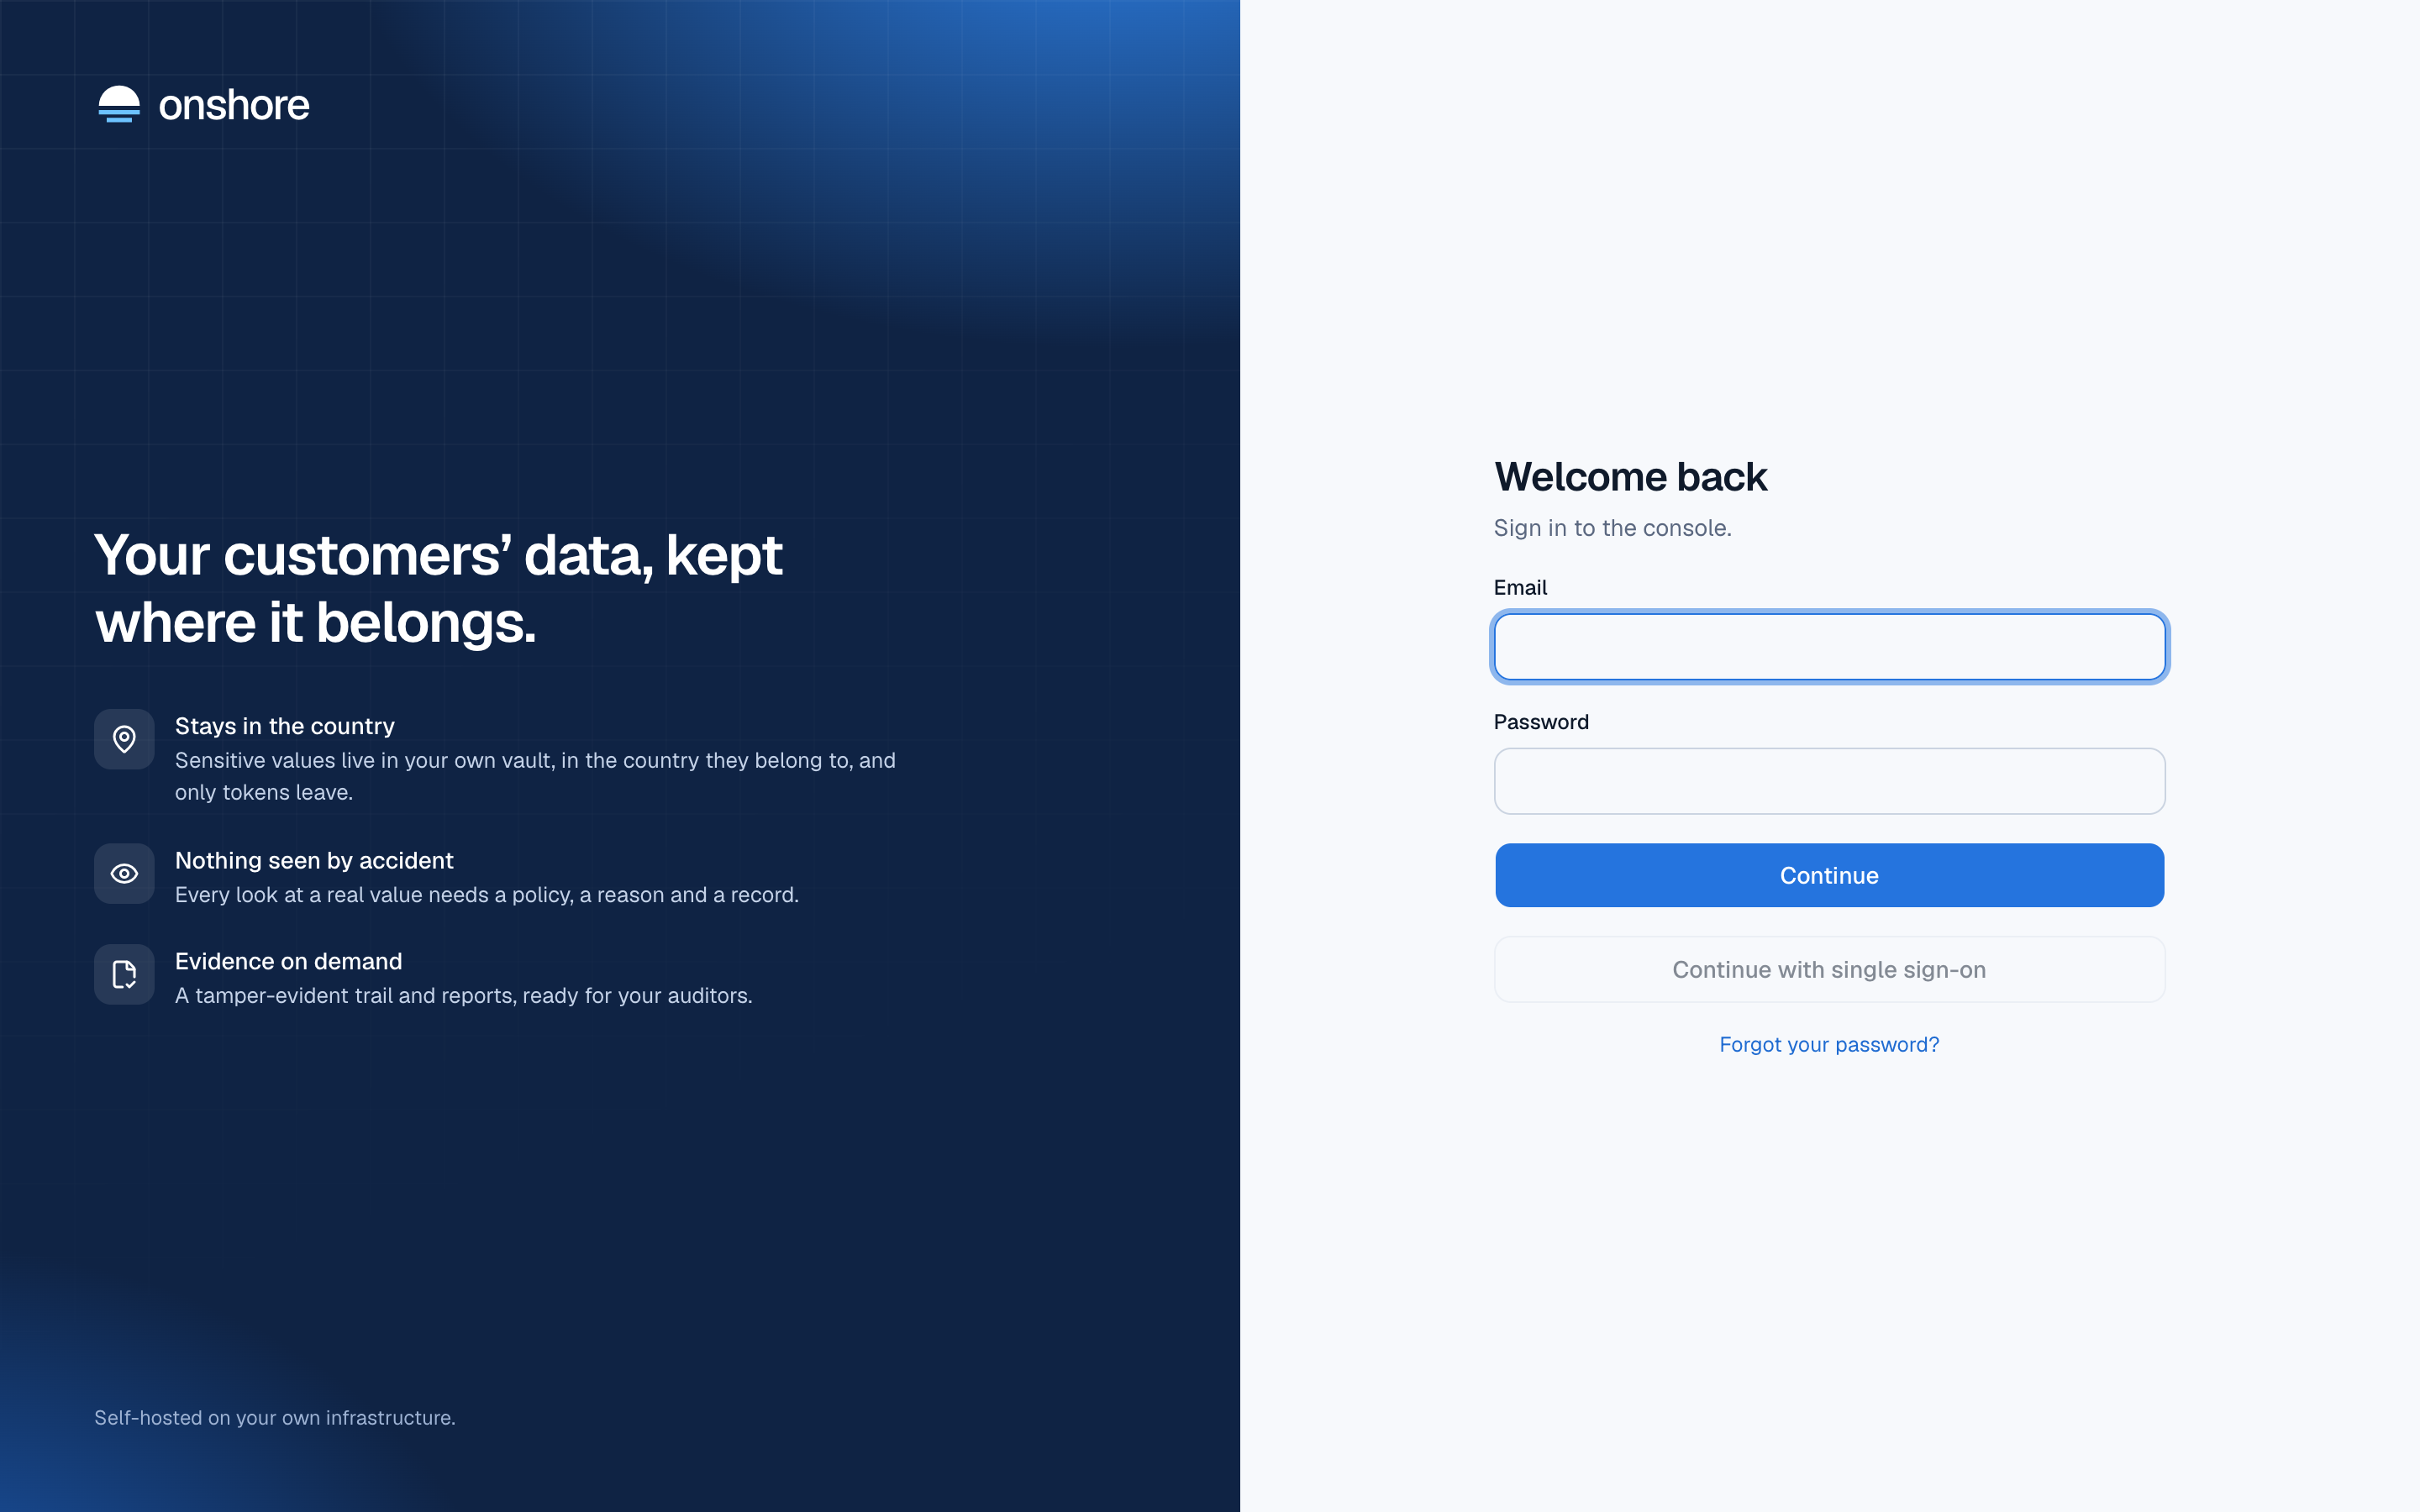 onshore
Your customers’ data, kept
where it belongs.
Stays in the country
Sensitive values live in your own vault, in the country they belong to, and
only tokens leave.
Nothing seen by accident
Every look at a real value needs a policy, a reason and a record.
Evidence on demand
A tamper-evident trail and reports, ready for your auditors.
Self-hosted on your own infrastructure.
Welcome back
Sign in to the console.
Email
Password
Continue
Continue with single sign-on
Forgot your password?